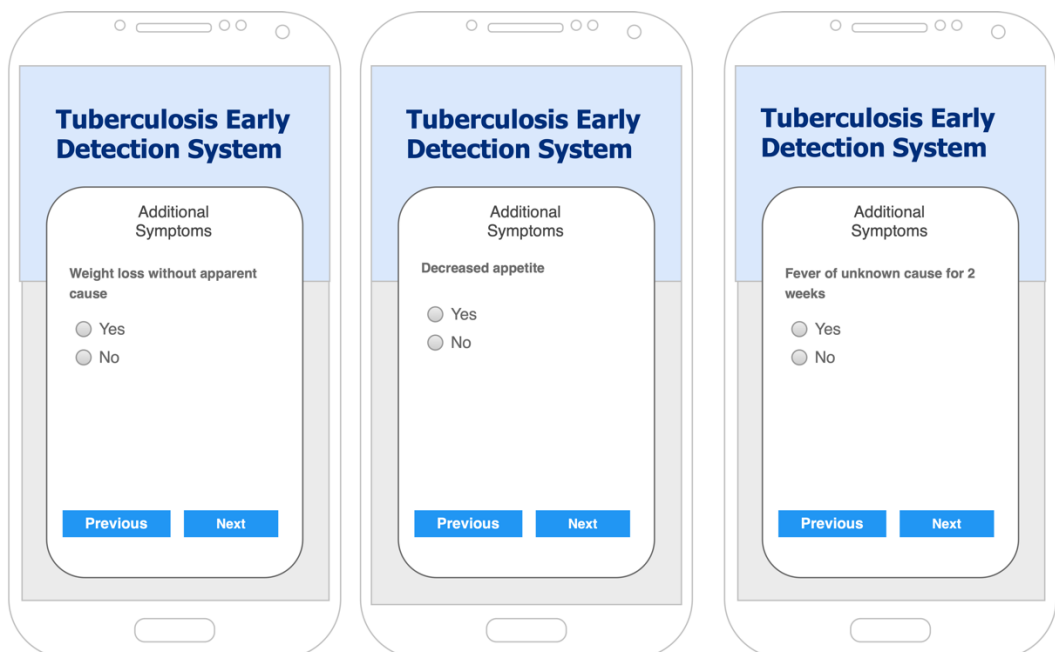 Tuberculosis Early
Detection System
Additional
Symptoms
Weight loss without apparent
cause
Yes
No
Previous
Next
Tuberculosis Early
Detection System
Additional
Symptoms
Decreased appetite
Yes
No
Previous
Next
Tuberculosis Early
Detection System
Additional
Symptoms
Fever of unknown cause for 2
weeks
Yes
No
Previous
Next